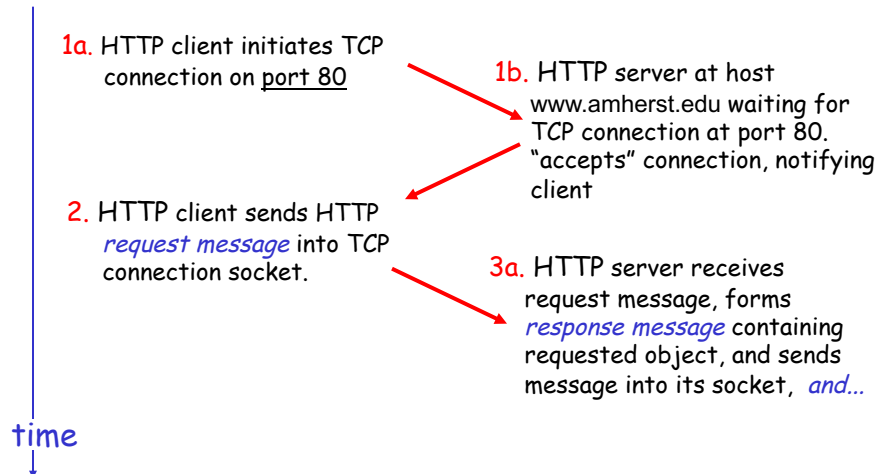 1a. HTTP client initiates TCP
connection on port 80
1b. HTTP server at host
www.amherst.edu waiting for
TCP connection at port 80.
“accepts” connection, notifying
client
2. HTTP client sends HTTP
request message into TCP
connection socket.
3a. HTTP server receives
request message, forms
response message containing
requested object, and sends
message into its socket, and...
time